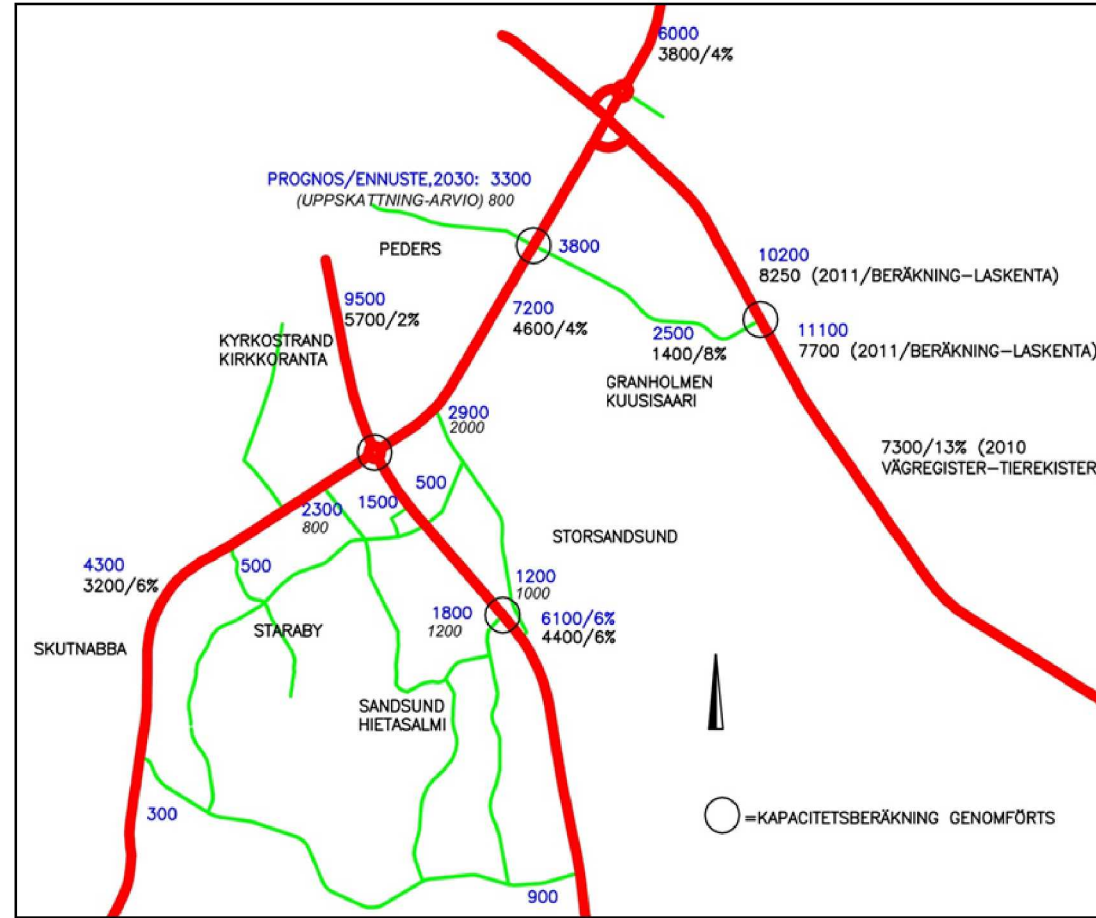 6000
3800/4%
PROGNOS/ENNUSTE,2030: 3300
(UPPSKATTNING-ARVIO) 800
PEDERS
3800
10200
8250 (2011/BERÄKNING-LASKENTA)
9500
5700/2%
7200
4600/4%
2500
1400/8%
11100
7700 (2011/BERÄKNING-LASKENTA)
KYRKOSTRAND
KIRKKORANTA
GRANHOLMEN
KUUSISAARI
2900
2000
7300/13% (2010
VÄGREGISTER-TIEREKISTER
500
1500
2300
800
STORSANDSUND
4300
3200/6%
500
1200
1000
1800
1200
6100/6%
4400/6%
STARABY
SKUTNABBA
SANDSUND
HIETASALMI
300
=KAPACITETSBERÄKNING GENOMFÖRTS
900